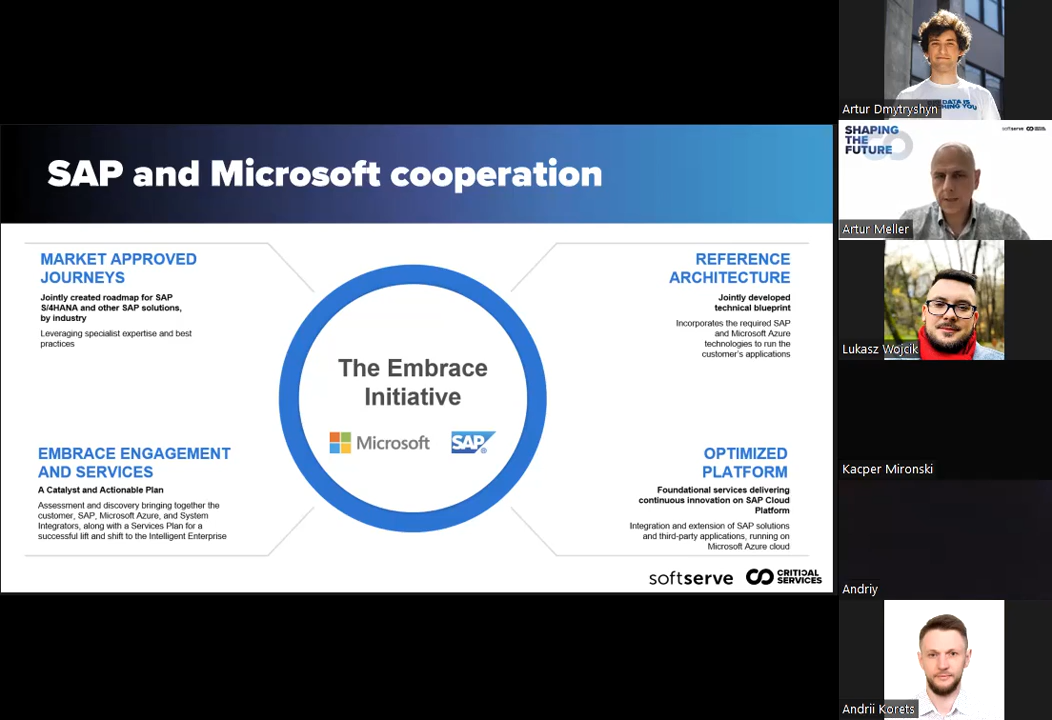 SAP and Microsoft cooperation
MARKET APPROVED
JOURNEYS
Jointly created roadmap for SAP
S/4HANA and other SAP solutions,
by industry
Leveraging specialist expertise and best
practices
REFERENCE
ARCHITECTURE
Jointly developed
technical blueprint
Incorporates the required SAP
and Microsoft Azure
technologies to run the
customer's applications
The Embrace
Initiative
Microsoft
SAP
EMBRACE ENGAGEMENT
AND SERVICES
A Catalyst and Actionable Plan
Assessment and discovery bringing together the
customer, SAP, Microsoft Azure, and System
Integrators, along with a Services Plan for a
successful lift and shift to the Intelligent Enterprise
OPTIMIZED
PLATFORM
Foundational services delivering
continuous innovation on SAP Cloud
Platform
Integration and extension of SAP solutions
and third-party applications, running on
Microsoft Azure cloud
softserve
CRITICAL
SERVICES
DATA IS
YOU
Artur Dmytryshyn
SHAPING
THE
FUTURE
softserve
Artur Meller
Lukasz Wojcik
Kacper Mironski
Andriy
Andrii Korets